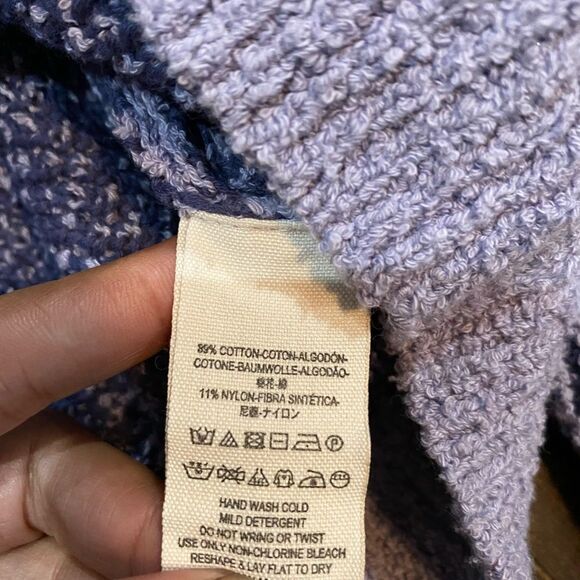 89% COTTON-COTON-ALGODÓN-
COTONE-BAUMWOLLE-ALGODÃO-
棉花-綿
11% NYLON-FIBRA SINTÉTICA-
尼龍-ナイロン
HAND WASH COLD
MILD DETERGENT
DO NOT WRING OR TWIST
USE ONLY NON-CHLORINE BLEACH
RESHAPE & LAY FLAT TO DRY